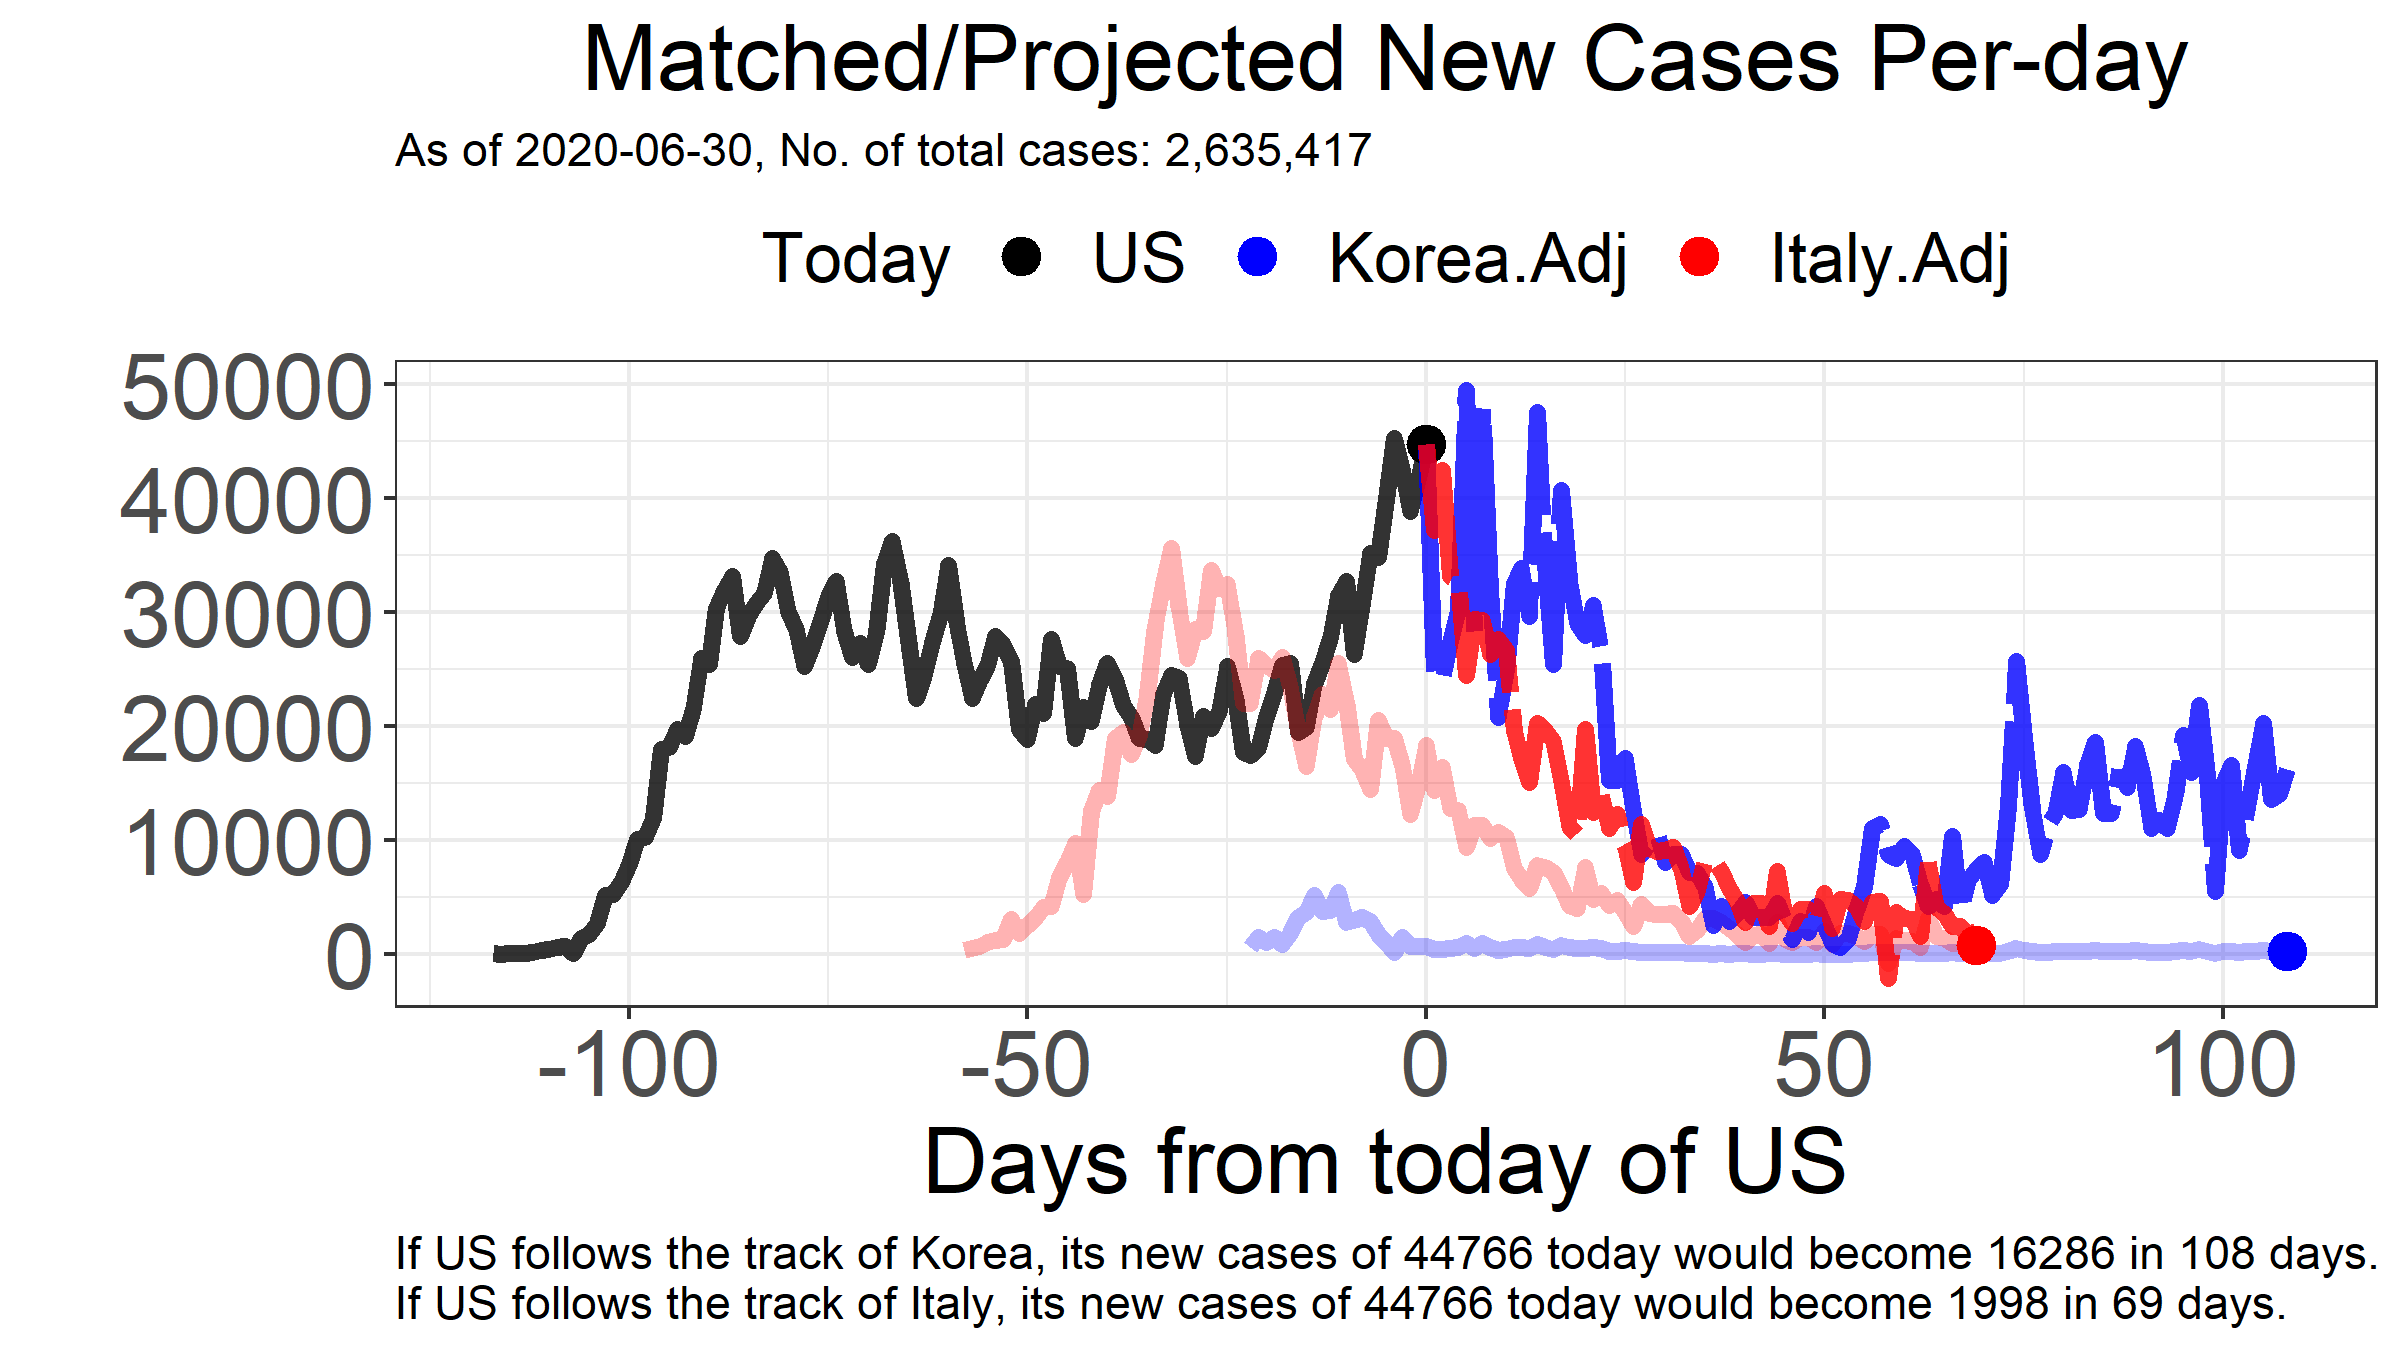 Matched/Projected New Cases Per-day
As of 2020-06-30, No. of total cases: 2,635,417
Today US Korea.Adj Italy.Adj
50000
40000
30000
20000
10000
0
-100 -50 0 50 100
Days from today of US
If US follows the track of Korea, its new cases of 44766 today would become 16286 in 108 days.
If US follows the track of Italy, its new cases of 44766 today would become 1998 in 69 days.